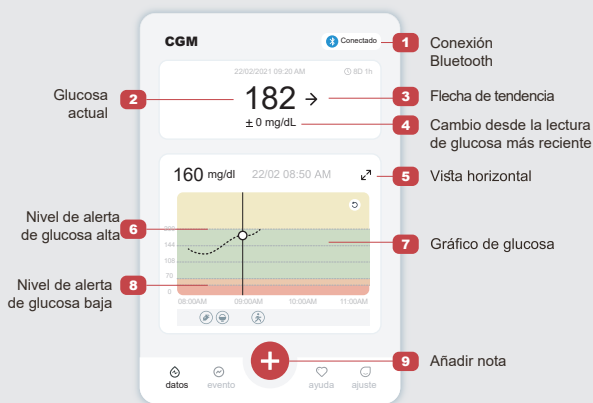 CGM
Conectado
1
Conexión
Bluetooth
22/02/2021 09:20 AM
8D 1h
Glucosa
actual
2
182 →
3
Flecha de tendencia
± 0 mg/dL
4
Cambio desde la lectura
de glucosa más reciente
160 mg/dl
22/02 08:50 AM
5
Vista horizontal
Nivel de alerta
de glucosa alta
6
144
108
70
0
7
Gráfico de glucosa
Nivel de alerta
de glucosa baja
8
08:00AM
09:00AM
10:00AM
11:00AM
9
Añadir nota
datos
evento
ayuda
ajuste